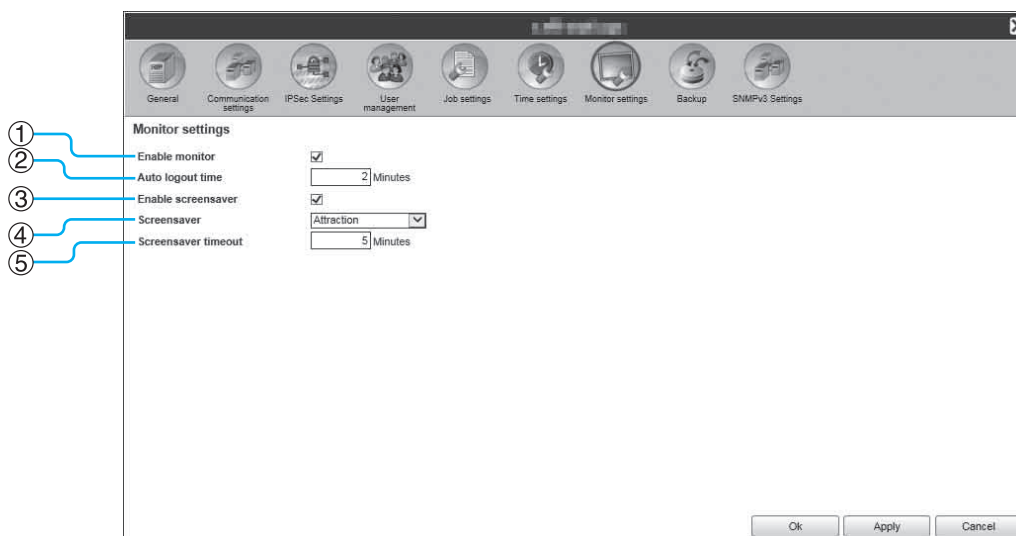 General
Communication settings
IPSec Settings
User management
Job settings
Time settings
Monitor settings
Backup
SNMPv3 Settings
Monitor settings
① Enable monitor
② Auto logout time 2 Minutes
③ Enable screensaver
④ Screensaver Attraction
⑤ Screensaver timeout 5 Minutes
Ok Apply Cancel